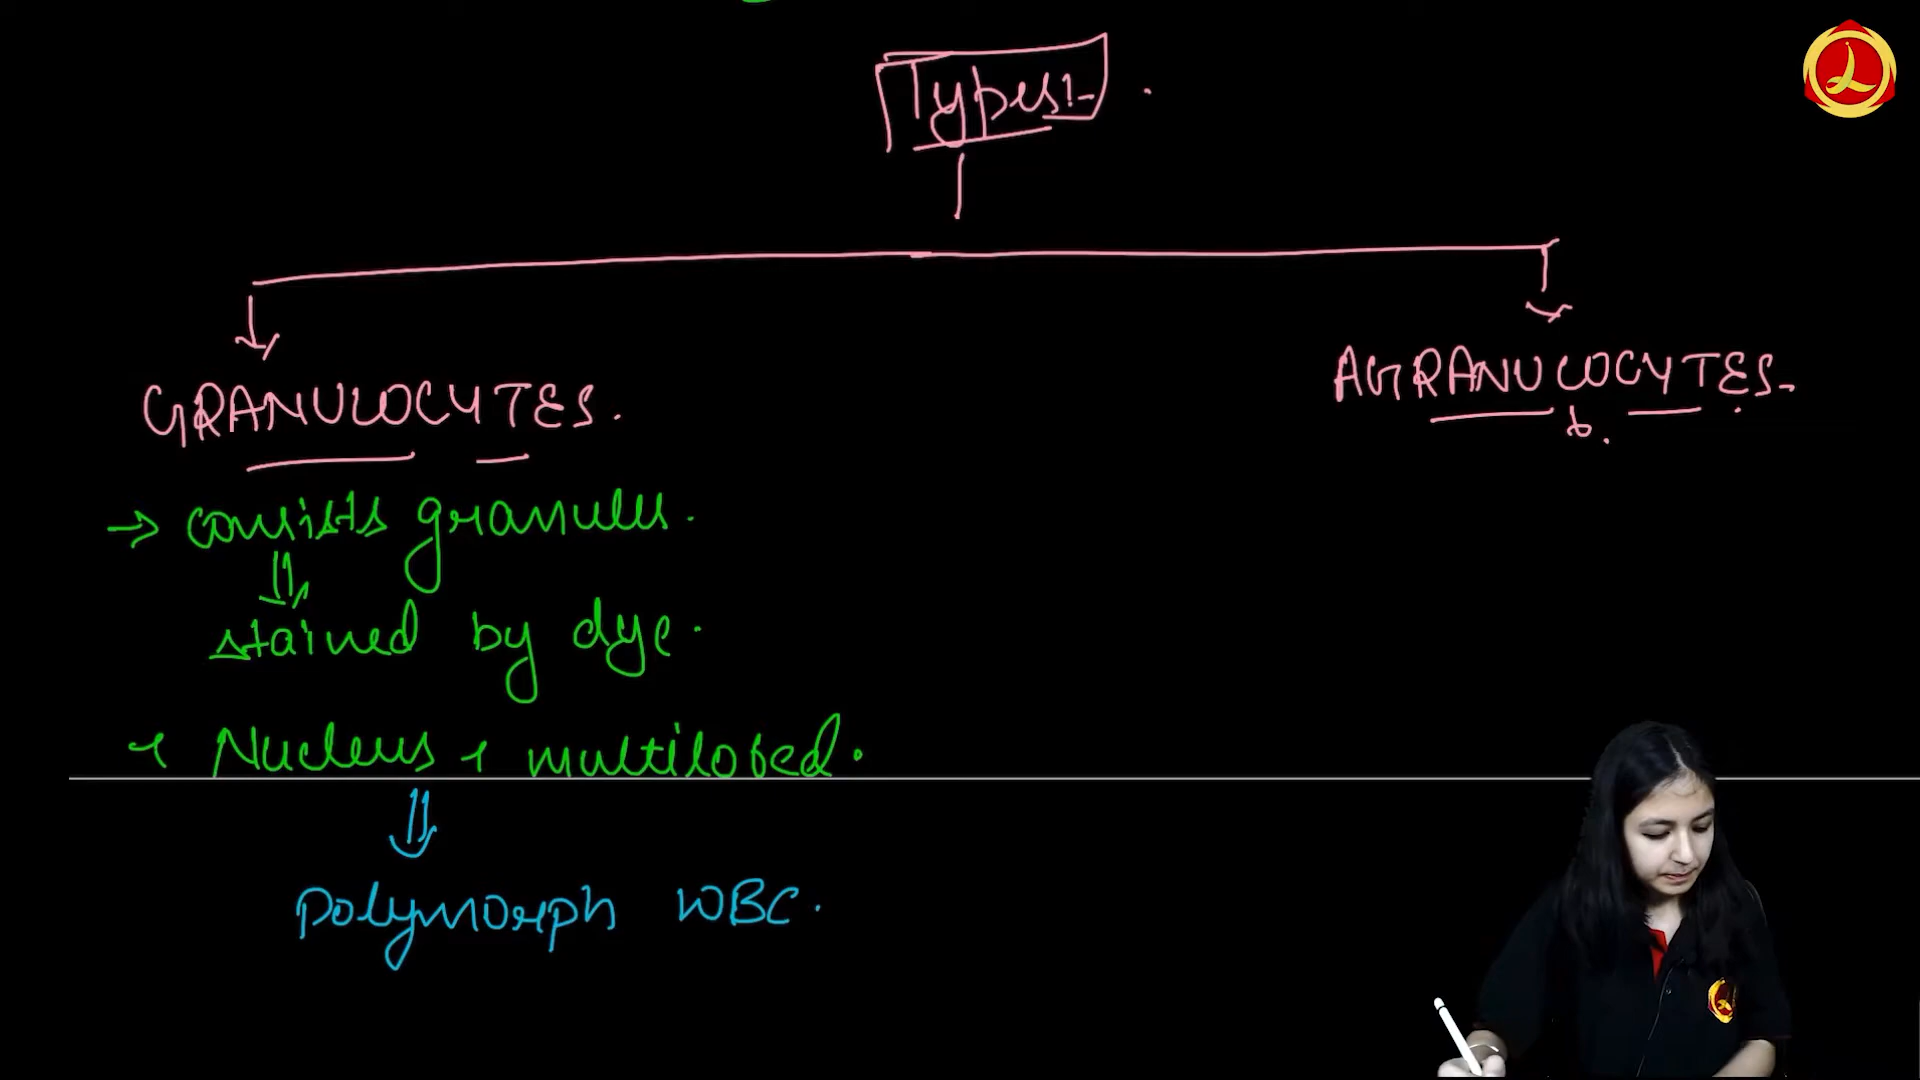 Types:-
GRANULOCYTES.
AGRANULOCYTES-
→ consists granules.
stained by dye.
Nucleus multilobed.
Polymorph WBC.